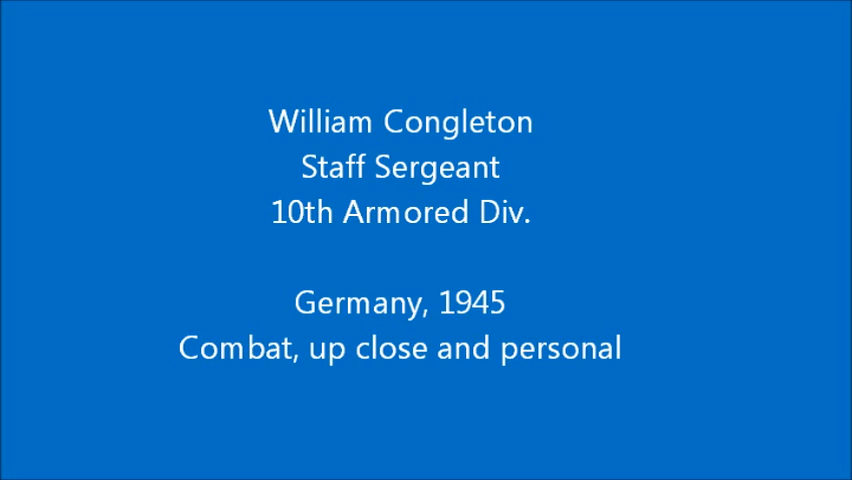 William Congleton
Staff Sergeant
10th Armored Div.
Germany, 1945
Combat, up close and personal